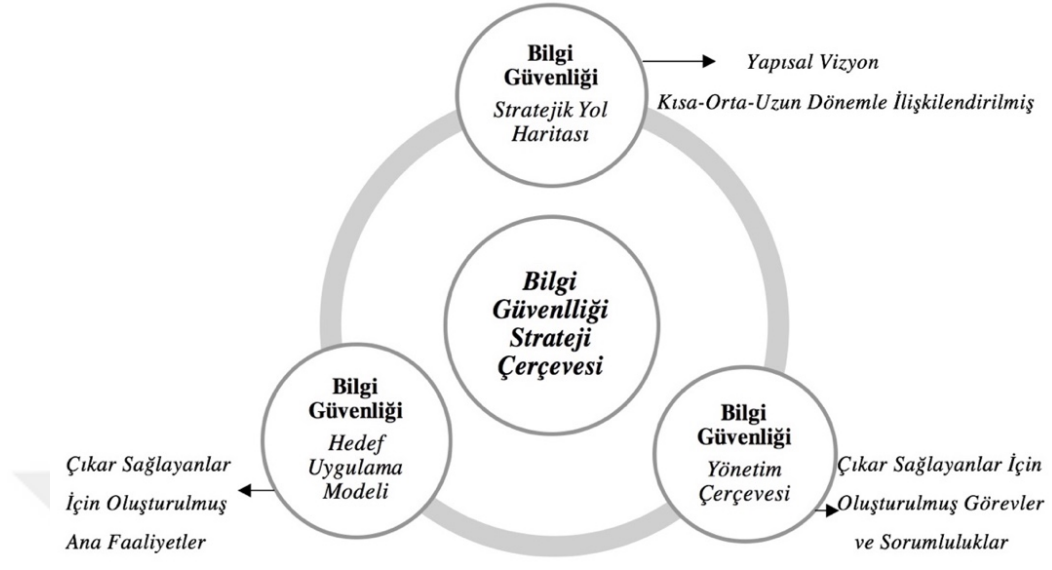 Bilgi
Güvenliği
Stratejik Yol
Haritası
Yapısal Vizyon
Kısa-Orta-Uzun Dönemle İlişkilendirilmiş
Bilgi
Güvenlliği
Strateji
Çerçevesi
Bilgi
Güvenliği
Hedef
Uygulama
Modeli
Çıkar Sağlayanlar
İçin Oluşturulmuş
Ana Faaliyetler
Bilgi
Güvenliği
Yönetim
Çerçevesi
Çıkar Sağlayanlar İçin
Oluşturulmuş Görevler
ve Sorumluluklar